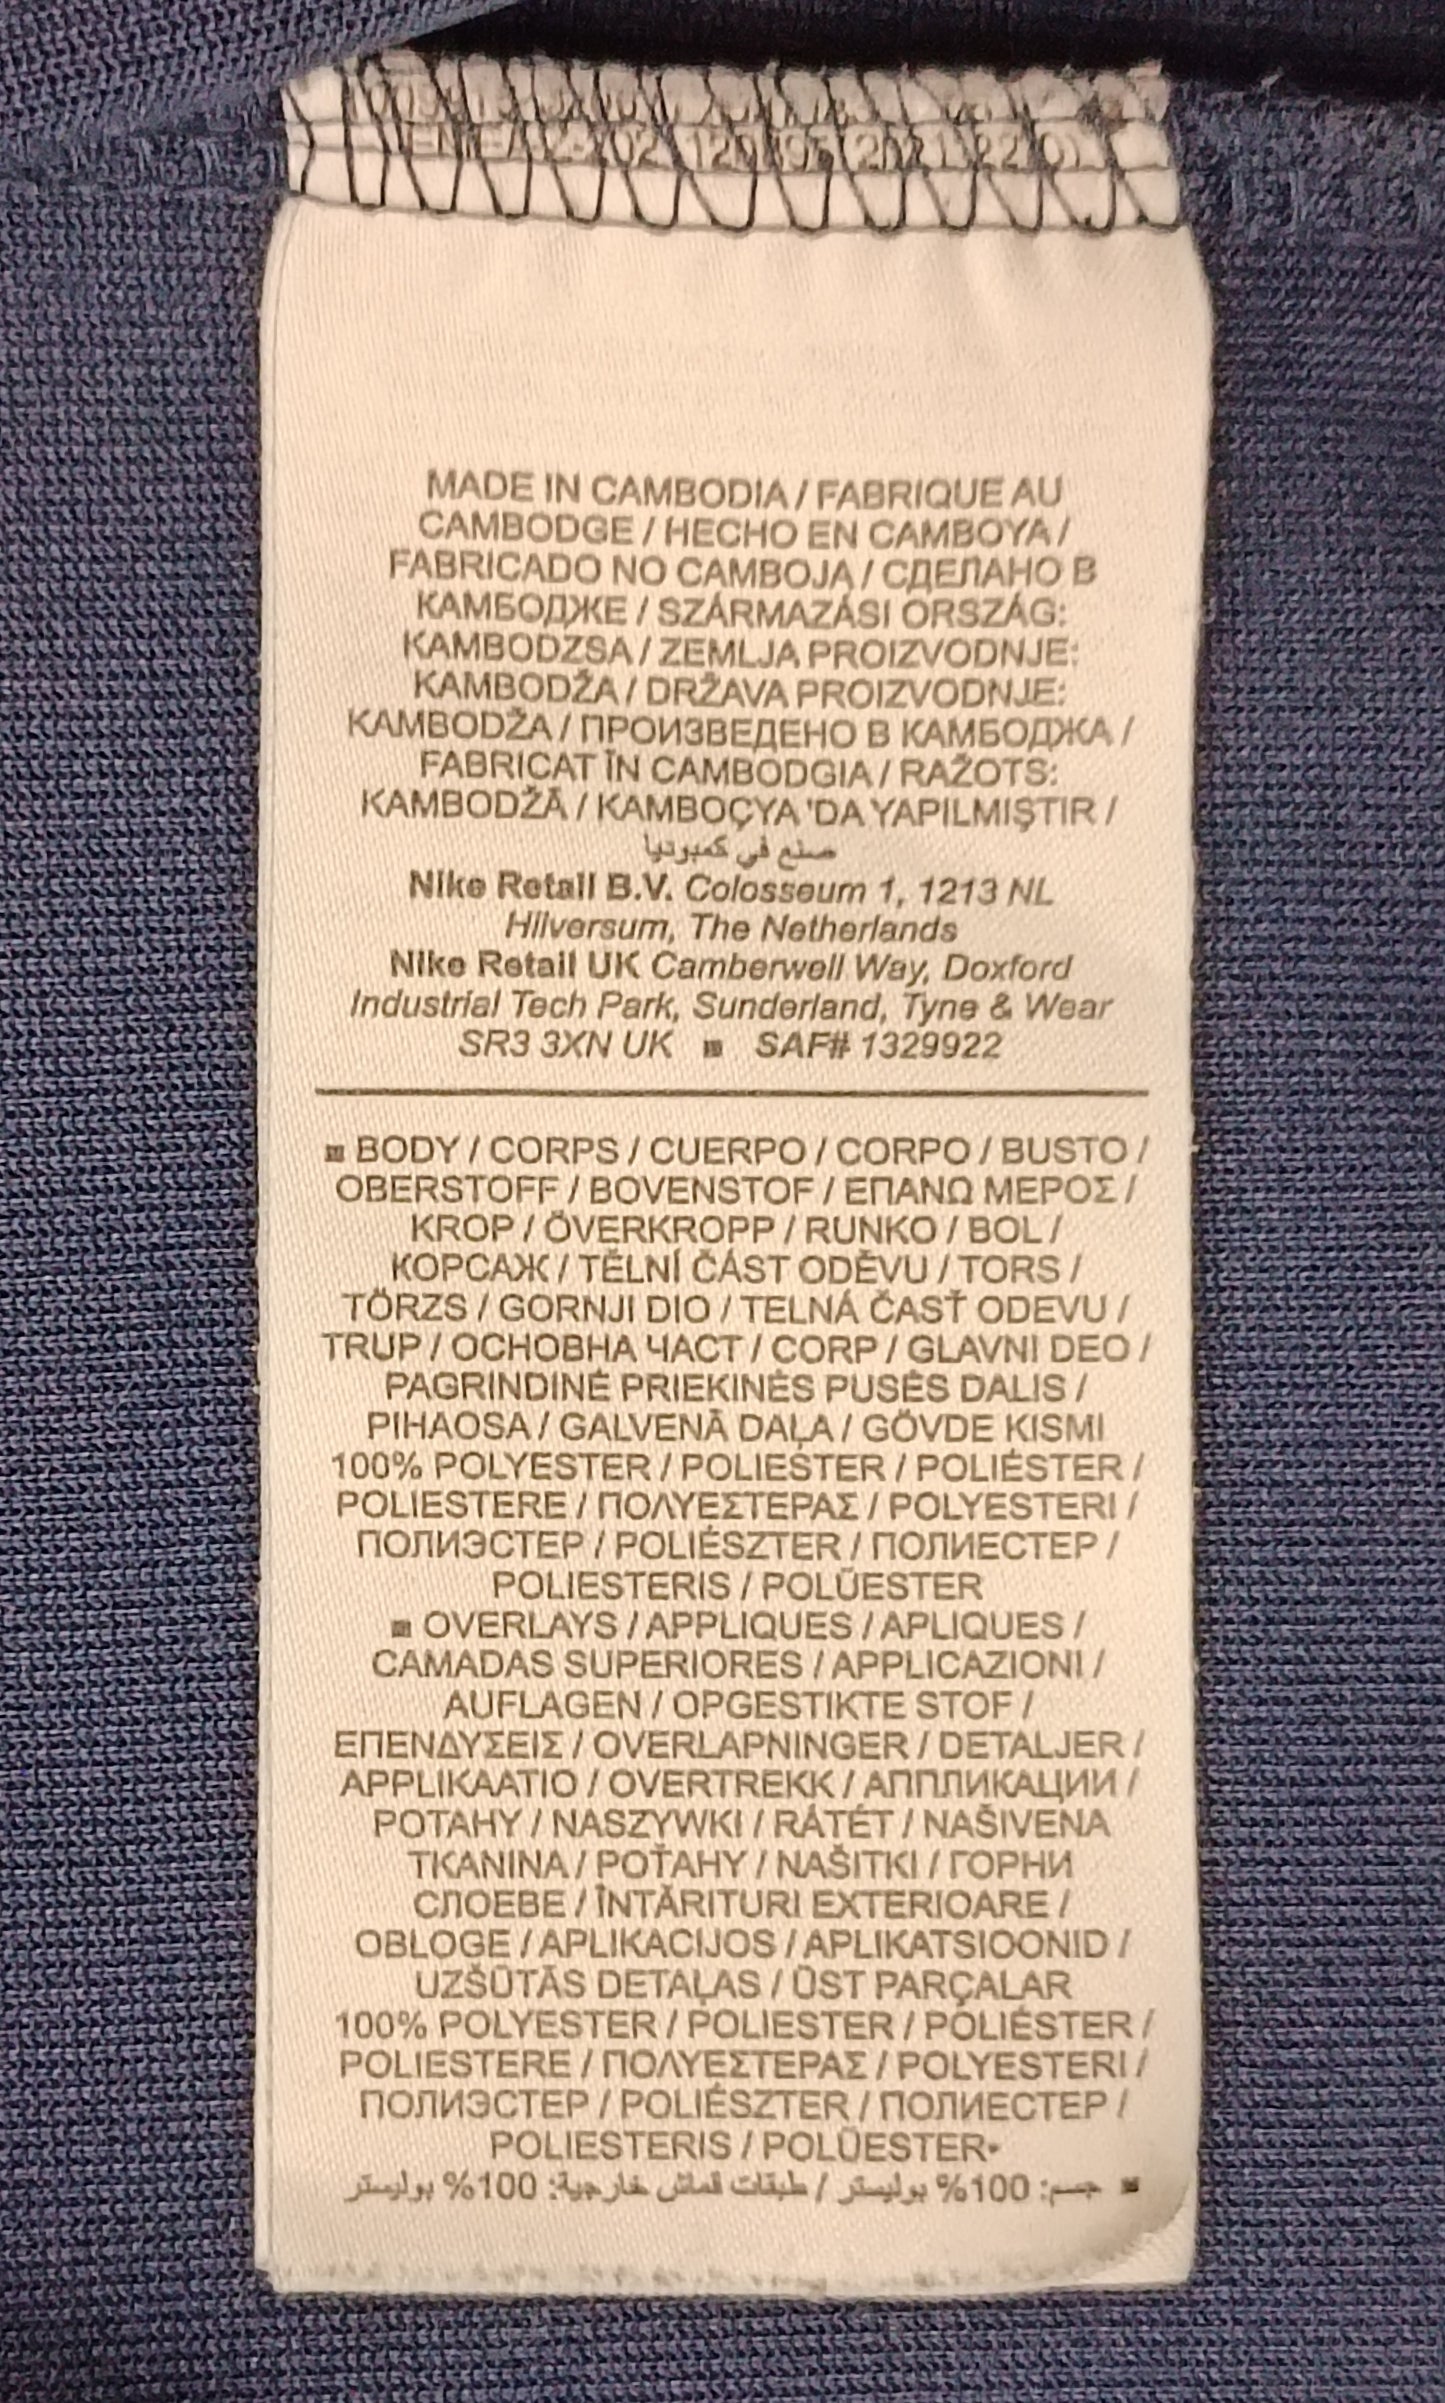 MADE IN CAMBODIA / FABRIQUE AU
CAMBODGE / HECHO EN CAMBOYA /
FABRICADO NO CAMBOJA / СДЕЛАНО В
КАМБОДЖЕ / SZÁRMAZÁSI ORSZÁG:
KAMBODZSA / ZEMLJA PROIZVODNJE:
KAMBODŽA / DRŽAVA PROIZVODNJE:
KAMBODŽA / ПРОИЗВЕДЕНО В КАМБОДЖА /
FABRICAT ÎN CAMBODGIA / RAŽOTS:
KAMBODŽĀ / KAMBOÇYA 'DA YAPILMIŞTIR /
صنع في كمبوديا
Nike Retail B.V. Colosseum 1, 1213 NL
Hilversum, The Netherlands
Nike Retail UK Camberwell Way, Doxford
Industrial Tech Park, Sunderland, Tyne & Wear
SR3 3XN UK ■ SAF# 1329922
■ BODY / CORPS / CUERPO / CORPO / BUSTO /
OBERSTOFF / BOVENSTOF / ΕΠΑΝΩ ΜΕΡΟΣ /
KROP / ÖVERKROPP / RUNKO / BOL /
КОРСАЖ / TĚLNÍ ČÁST ODĚVU / TORS /
TÖRZS / GORNJI DIO / TELNÁ ČASŤ ODEVU /
TRUP / ОСНОВНА ЧАСТ / CORP / GLAVNI DEO /
PAGRINDINĖ PRIEKINĖS PUSĖS DALIS /
PIHAOSA / GALVENĀ DAĻA / GÖVDE KISMI
100% POLYESTER / POLIESTER / POLIÉSTER /
POLIESTERE / ΠΟΛΥΕΣΤΕΡΑΣ / POLYESTERI /
ПОЛИЭСТЕР / POLIÉSZTER / ПОЛИЕСТЕР /
POLIESTERIS / POLÜESTER
■ OVERLAYS / APPLIQUES / APLIQUES /
CAMADAS SUPERIORES / APPLICAZIONI /
AUFLAGEN / OPGESTIKTE STOF /
ΕΠΕΝΔΥΣΕΙΣ / OVERLAPNINGER / DETALJER /
APPLIKAATIO / OVERTREKK / АППЛИКАЦИИ /
POTAHY / NASZYWKI / RÁTÉT / NAŠIVENA
TKANINA / POŤAHY / NAŠITKI / ГОРНИ
СЛОЕВЕ / ÎNTĂRITURI EXTERIOARE /
OBLOGE / APLIKACIJOS / APLIKATSIOONID /
UZŠŪTĀS DETAĻAS / ÜST PARÇALAR
100% POLYESTER / POLIESTER / POLIÉSTER /
POLIESTERE / ΠΟΛΥΕΣΤΕΡΑΣ / POLYESTERI /
ПОЛИЭСТЕР / POLIÉSZTER / ПОЛИЕСТЕР /
POLIESTERIS / POLÜESTER•
■ جسم: 100% بوليستر / طبقات قماش خارجية: 100% بوليستر